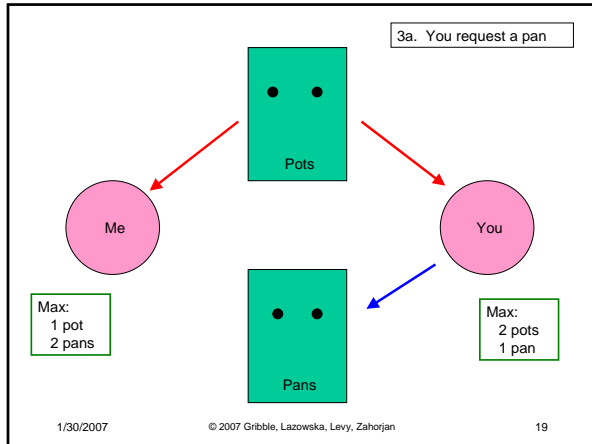 3a. You request a pan
Pots
Me
You
Max:
1 pot
2 pans
Max:
2 pots
1 pan
Pans
1/30/2007
© 2007 Gribble, Lazowska, Levy, Zahorjan
19